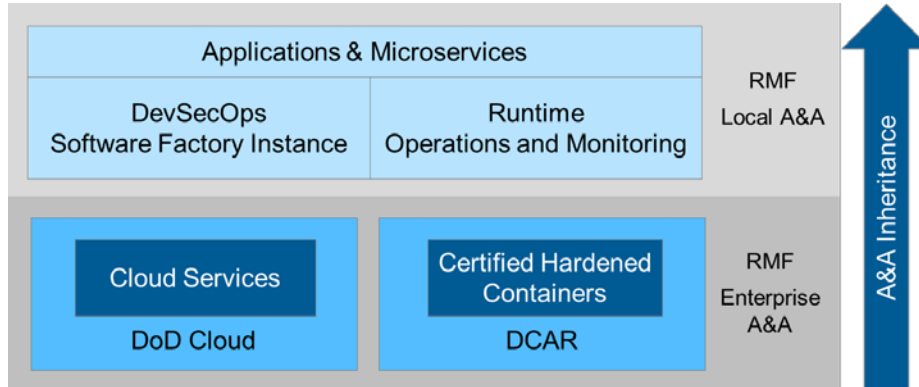 Applications & Microservices
DevSecOps
Software Factory Instance
Runtime
Operations and Monitoring
RMF
Local A&A
Cloud Services
DoD Cloud
Certified Hardened
Containers
DCAR
RMF
Enterprise
A&A
A&A Inheritance